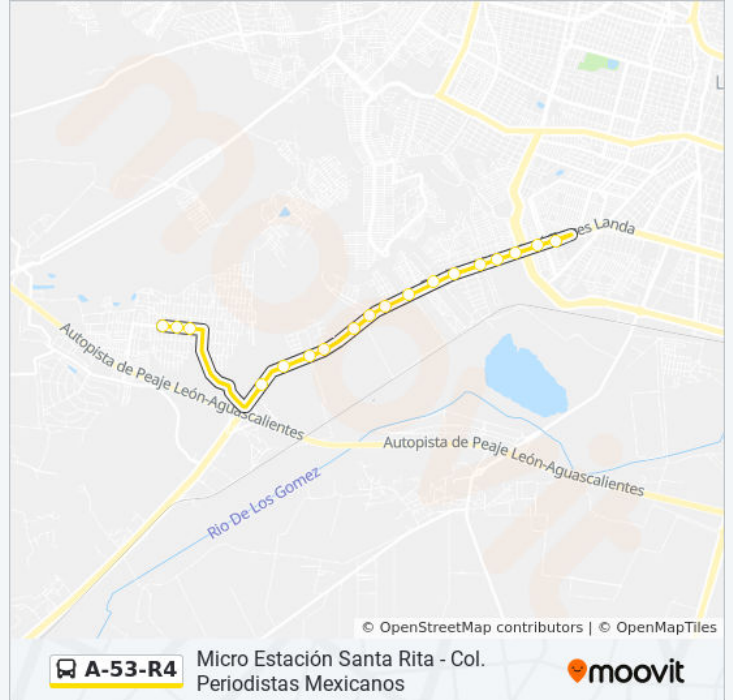 L
es Landa
Autopista de Peaje León-Aguascalientes
Autopista de Peaje León-Aguascalientes
Rio De Los Gomez
© OpenStreetMap contributors | © OpenMapTiles
A-53-R4
Micro Estación Santa Rita - Col.
Periodistas Mexicanos
moovit
moovit